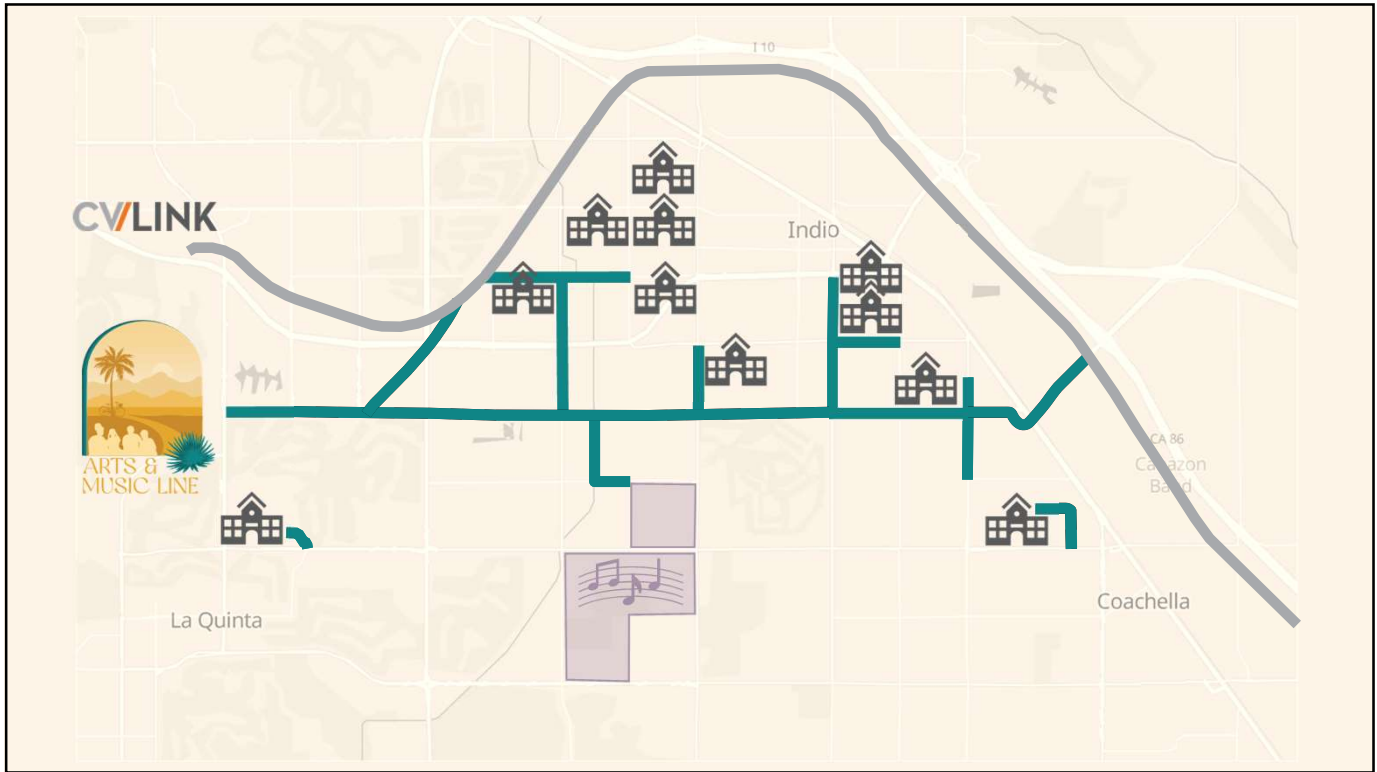 I 10
CV/LINK
Indio
ARTS &
MUSIC LINE
CA 86
Cabazon
Band
La Quinta
Coachella